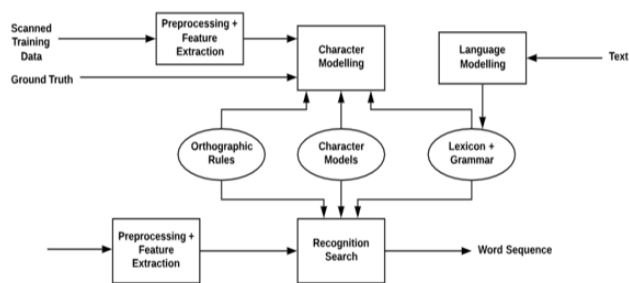 Scanned
Training
Data
Preprocessing +
Feature
Extraction
Character
Modelling
Language
Modelling
Text
Ground Truth
Orthographic
Rules
Character
Models
Lexicon +
Grammar
Preprocessing +
Feature
Extraction
Recognition
Search
Word Sequence